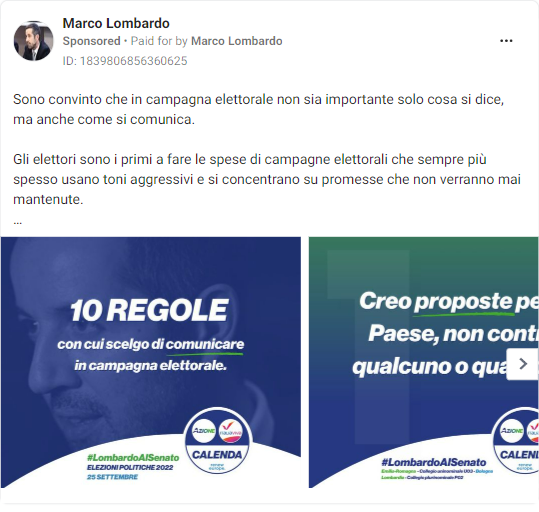 Marco Lombardo
Sponsored • Paid for by Marco Lombardo
ID: 1839806856360625
Sono convinto che in campagna elettorale non sia importante solo cosa si dice,
ma anche come si comunica.
Gli elettori sono i primi a fare le spese di campagne elettorali che sempre più
spesso usano toni aggressivi e si concentrano su promesse che non verranno mai
mantenute.
...
10 REGOLE
con cui scelgo di comunicare
in campagna elettorale.
AZIONE
ITALIA VIVA
CALENDA
renew
europe.
#LombardoAlSenato
ELEZIONI POLITICHE 2022
25 SETTEMBRE
1
Creo proposte pe
Paese, non cont
qualcuno o qua
AZIONE
CALEN
renew
europe.
#LombardoAlSenato
Emilia-Romagna - Collegio uninominale U03 - Bologna
Lombardia - Collegio plurinominale P02